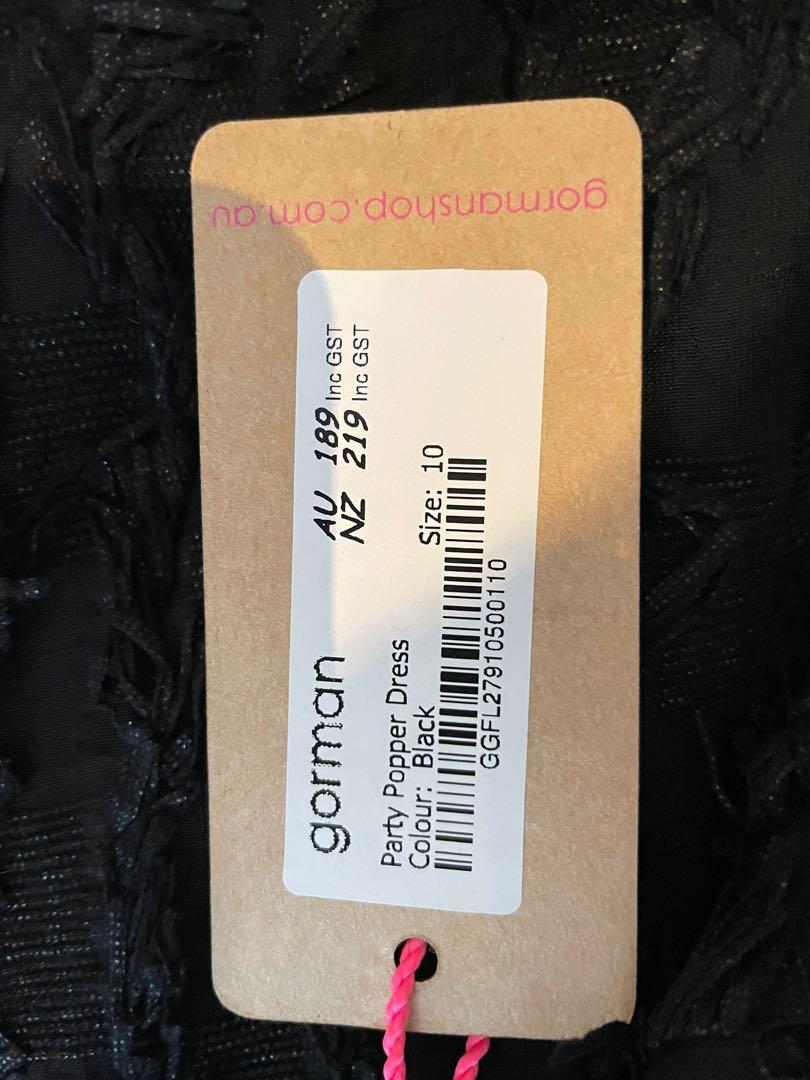 gorman
AU 189 Inc GST
NZ 219 Inc GST
Party Popper Dress
Colour: Black Size: 10
GGFL27910500110
gormanshop.com.au